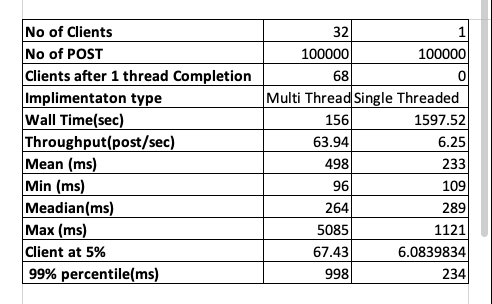 No of Clients 32 1
No of POST 100000 100000
Clients after 1 thread Completion 68 0
Implimentaton type Multi Thread Single Threaded
Wall Time(sec) 156 1597.52
Throughput(post/sec) 63.94 6.25
Mean (ms) 498 233
Min (ms) 96 109
Meadian(ms) 264 289
Max (ms) 5085 1121
Client at 5% 67.43 6.0839834
99% percentile(ms) 998 234